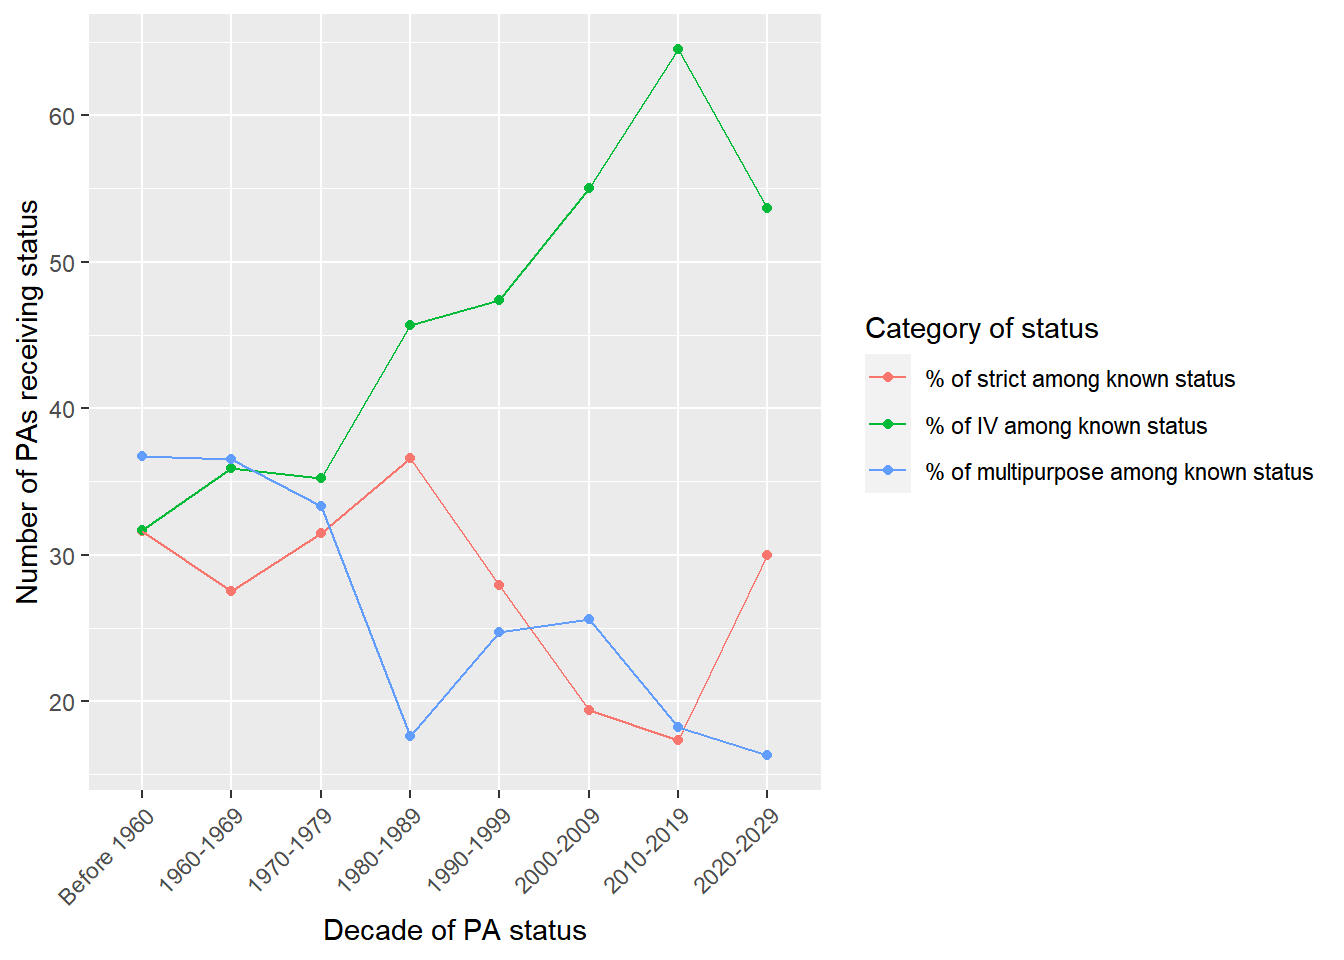 Number of PAs receiving status
60
50
40
30
20
Before 1960
1960-1969
1970-1979
1980-1989
1990-1999
2000-2009
2010-2019
2020-2029
Decade of PA status
Category of status
% of strict among known status
% of IV among known status
% of multipurpose among known status